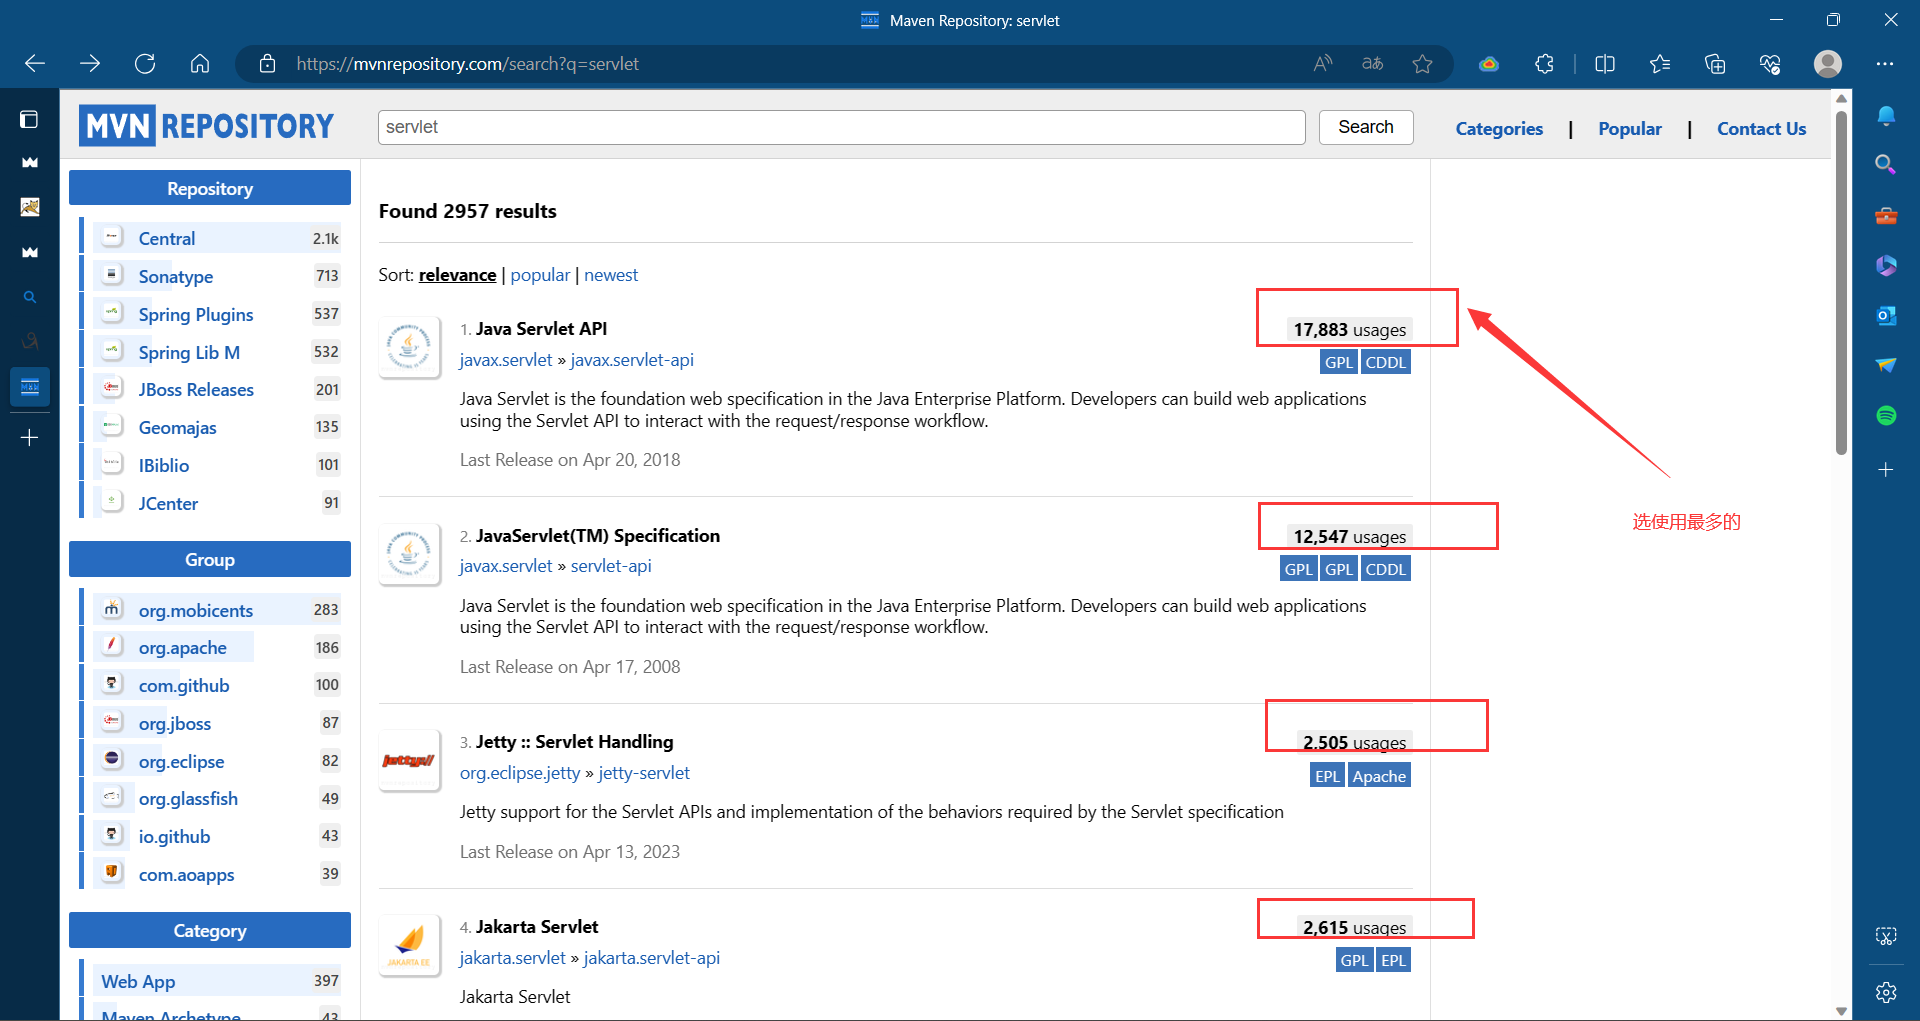 Maven Repository: servlet
https://mvnrepository.com/search?q=servlet
MVN REPOSITORY
servlet
Search
Categories | Popular | Contact Us
Repository
Central 2.1k
Sonatype 713
Spring Plugins 537
Spring Lib M 532
JBoss Releases 201
Geomajas 135
IBiblio 101
JCenter 91
Group
org.mobicents 283
org.apache 186
com.github 100
org.jboss 87
org.eclipse 82
org.glassfish 49
io.github 43
com.aoapps 39
Category
Web App 397
Maven Archetype 43
Found 2957 results
Sort: relevance | popular | newest
1. Java Servlet API
17,883 usages
javax.servlet » javax.servlet-api
GPL CDDL
Java Servlet is the foundation web specification in the Java Enterprise Platform. Developers can build web applications
using the Servlet API to interact with the request/response workflow.
Last Release on Apr 20, 2018
2. JavaServlet(TM) Specification
12,547 usages
javax.servlet » servlet-api
GPL GPL CDDL
Java Servlet is the foundation web specification in the Java Enterprise Platform. Developers can build web applications
using the Servlet API to interact with the request/response workflow.
Last Release on Apr 17, 2008
jetty://
3. Jetty :: Servlet Handling
2,505 usages
org.eclipse.jetty » jetty-servlet
EPL Apache
Jetty support for the Servlet APIs and implementation of the behaviors required by the Servlet specification
Last Release on Apr 13, 2023
JAKARTA EE
4. Jakarta Servlet
2,615 usages
jakarta.servlet » jakarta.servlet-api
GPL EPL
Jakarta Servlet
选使用最多的